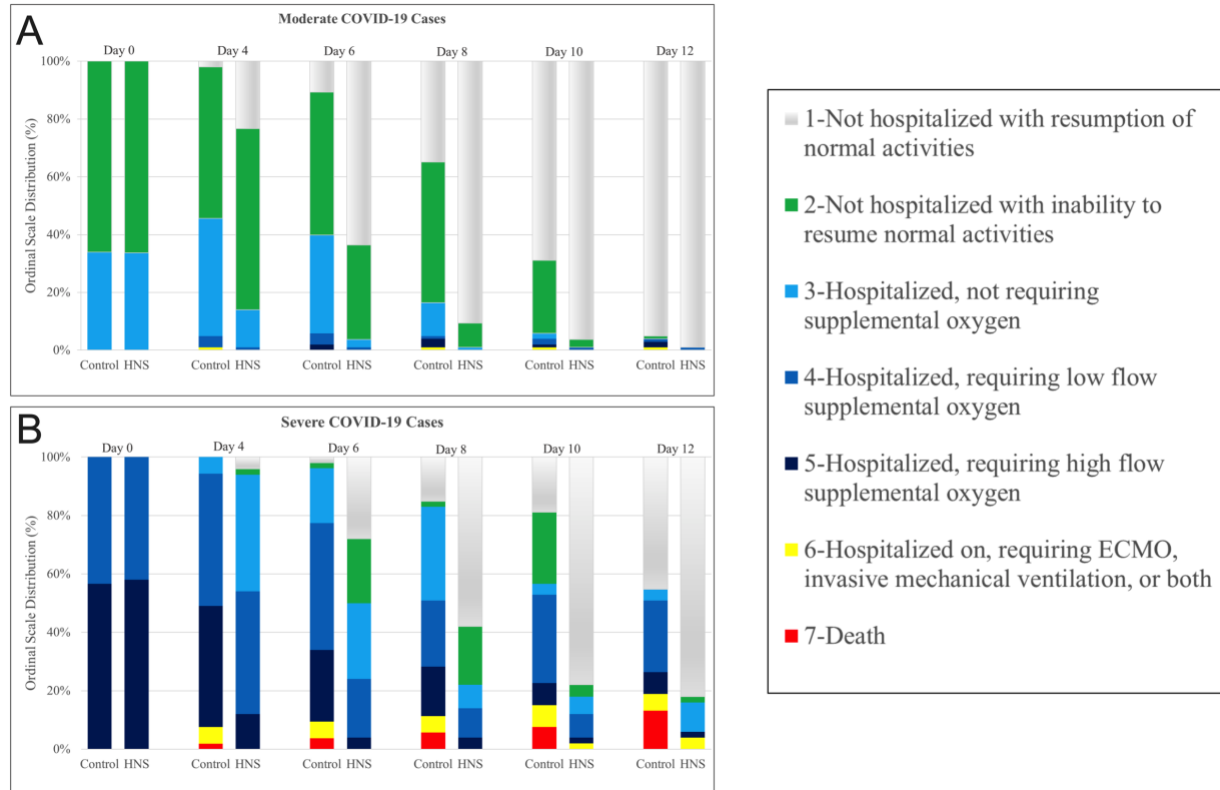 A
Moderate COVID-19 Cases
Day 0 Day 4 Day 6 Day 8 Day 10 Day 12
Ordinal Scale Distribution (%)
100%
80%
60%
40%
20%
0%
Control HNS Control HNS Control HNS Control HNS Control HNS Control HNS
B
Severe COVID-19 Cases
Day 0 Day 4 Day 6 Day 8 Day 10 Day 12
Ordinal Scale Distribution (%)
100%
80%
60%
40%
20%
0%
Control HNS Control HNS Control HNS Control HNS Control HNS Control HNS
1-Not hospitalized with resumption of
normal activities
2-Not hospitalized with inability to
resume normal activities
3-Hospitalized, not requiring
supplemental oxygen
4-Hospitalized, requiring low flow
supplemental oxygen
5-Hospitalized, requiring high flow
supplemental oxygen
6-Hospitalized on, requiring ECMO,
invasive mechanical ventilation, or both
7-Death